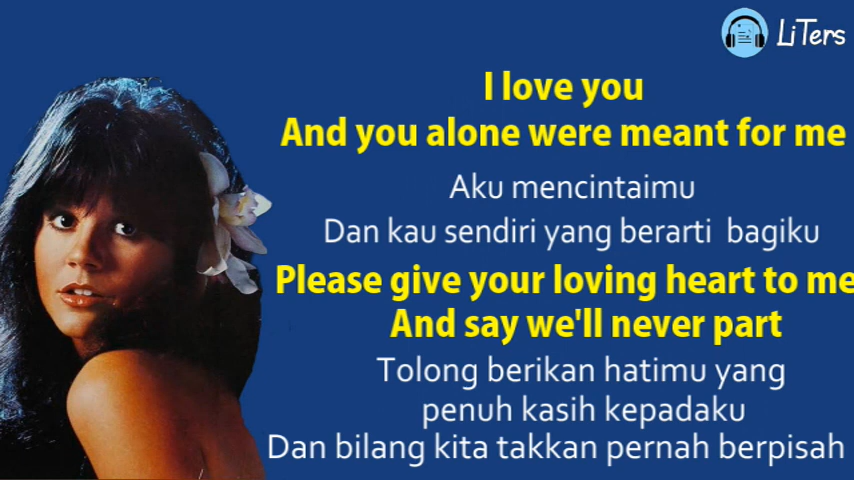 LiTers
I love you
And you alone were meant for me
Aku mencintaimu
Dan kau sendiri yang berarti bagiku
Please give your loving heart to me
And say we'll never part
Tolong berikan hatimu yang
penuh kasih kepadaku
Dan bilang kita takkan pernah berpisah